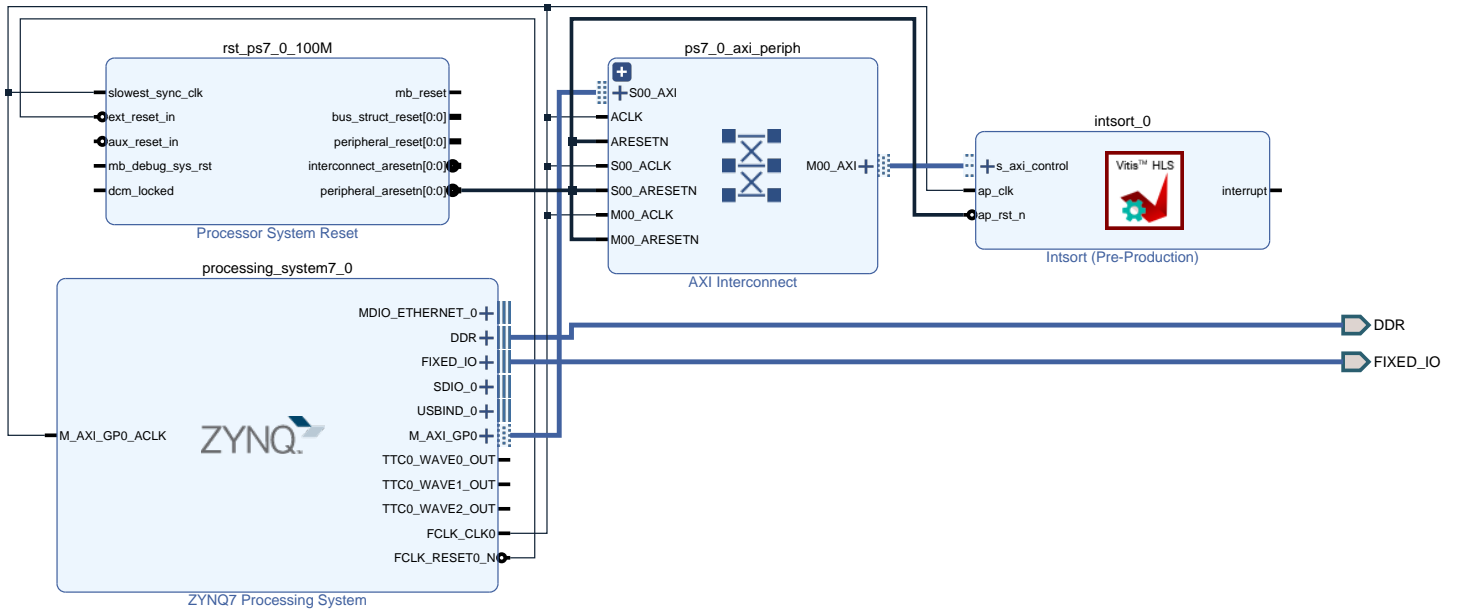 rst_ps7_0_100M
slowest_sync_clk
ext_reset_in
aux_reset_in
mb_debug_sys_rst
dcm_locked
mb_reset
bus_struct_reset[0:0]
peripheral_reset[0:0]
interconnect_aresetn[0:0]
peripheral_aresetn[0:0]
Processor System Reset
ps7_0_axi_periph
S00_AXI
ACLK
ARESETN
S00_ACLK
S00_ARESETN
M00_ACLK
M00_ARESETN
M00_AXI
AXI Interconnect
intsort_0
s_axi_control
ap_clk
ap_rst_n
Vitis™ HLS
interrupt
Intsort (Pre-Production)
processing_system7_0
M_AXI_GP0_ACLK
ZYNQ
MDIO_ETHERNET_0
DDR
FIXED_IO
SDIO_0
USBIND_0
M_AXI_GP0
TTC0_WAVE0_OUT
TTC0_WAVE1_OUT
TTC0_WAVE2_OUT
FCLK_CLK0
FCLK_RESET0_N
ZYNQ7 Processing System
DDR
FIXED_IO